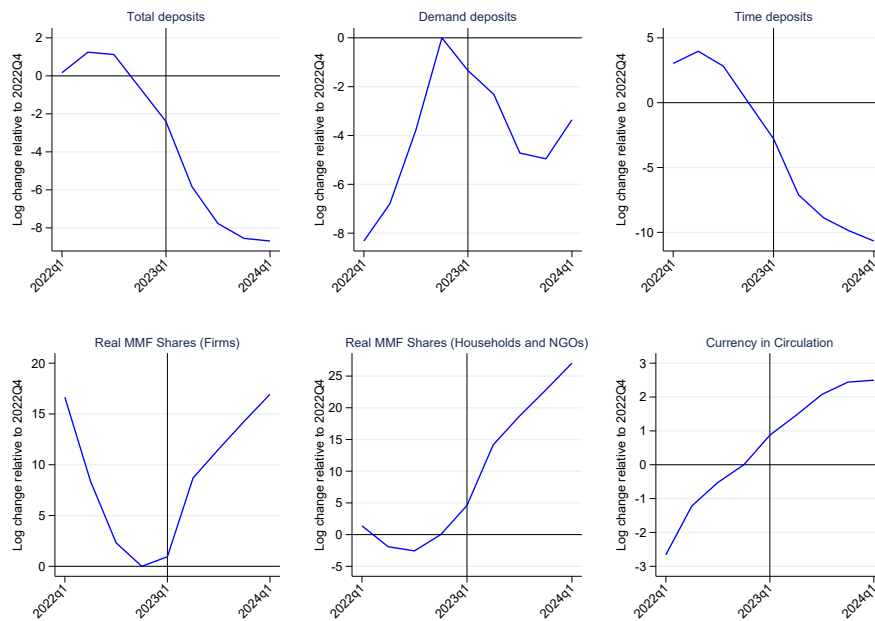 Total deposits
Log change relative to 2022Q4
2
0
-2
-4
-6
-8
2022q1
2023q1
2024q1
Demand deposits
Log change relative to 2022Q4
0
-2
-4
-6
-8
2022q1
2023q1
2024q1
Time deposits
Log change relative to 2022Q4
5
0
-5
-10
2022q1
2023q1
2024q1
Real MMF Shares (Firms)
Log change relative to 2022Q4
20
15
10
5
0
2022q1
2023q1
2024q1
Real MMF Shares (Households and NGOs)
Log change relative to 2022Q4
25
20
15
10
5
0
-5
2022q1
2023q1
2024q1
Currency in Circulation
Log change relative to 2022Q4
3
2
1
0
-1
-2
-3
2022q1
2023q1
2024q1